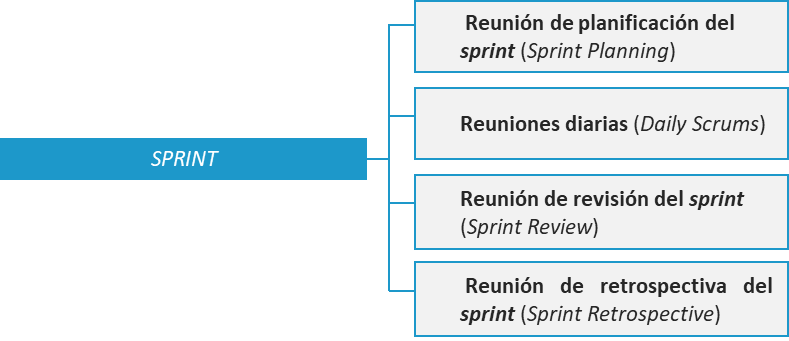 SPRINT
Reunión de planificación del
sprint (Sprint Planning)
Reuniones diarias (Daily Scrums)
Reunión de revisión del sprint
(Sprint Review)
Reunión de retrospectiva del
sprint (Sprint Retrospective)